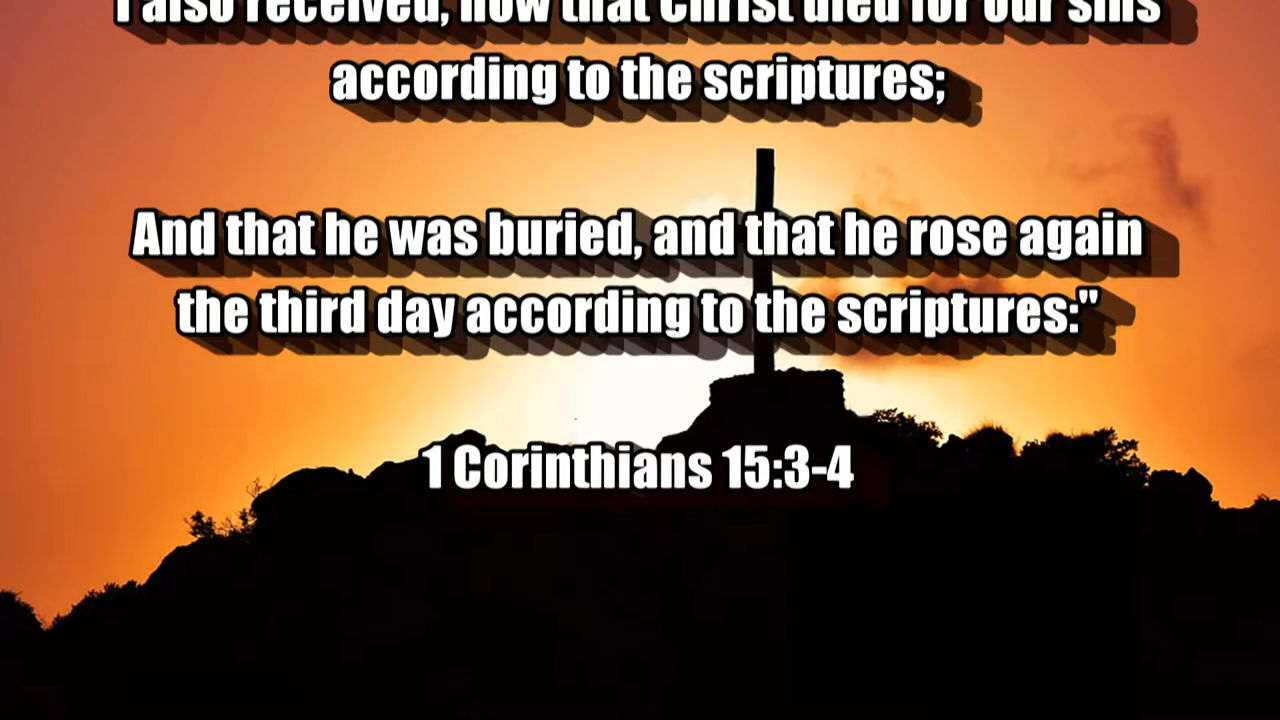 I also received, how that Christ died for our sins
according to the scriptures;
And that he was buried, and that he rose again
the third day according to the scriptures:"
1 Corinthians 15:3-4